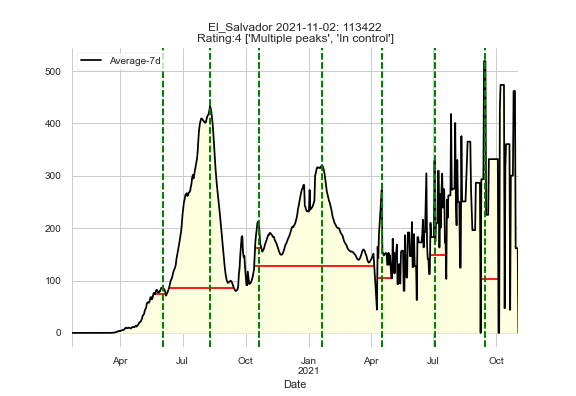 El_Salvador 2021-11-02: 113422
Rating:4 ['Multiple peaks', 'In control']
Average-7d
500
400
300
200
100
0
Apr Jul Oct Jan Apr Jul Oct
2021
Date